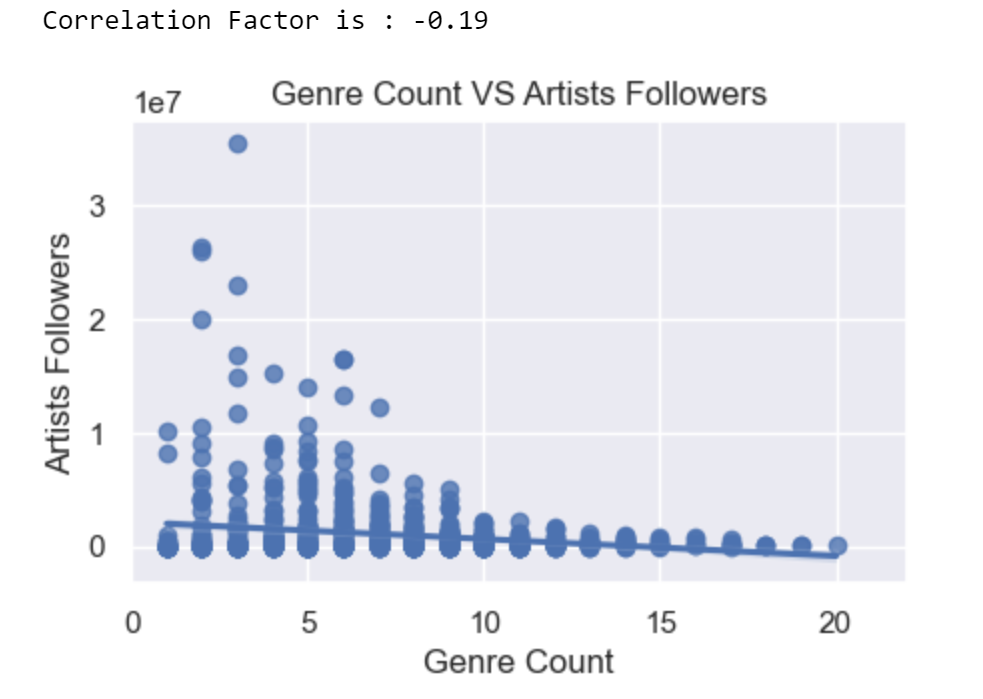 Correlation Factor is : -0.19
Genre Count VS Artists Followers
1e7
3
2
1
0
Artists Followers
0 5 10 15 20
Genre Count